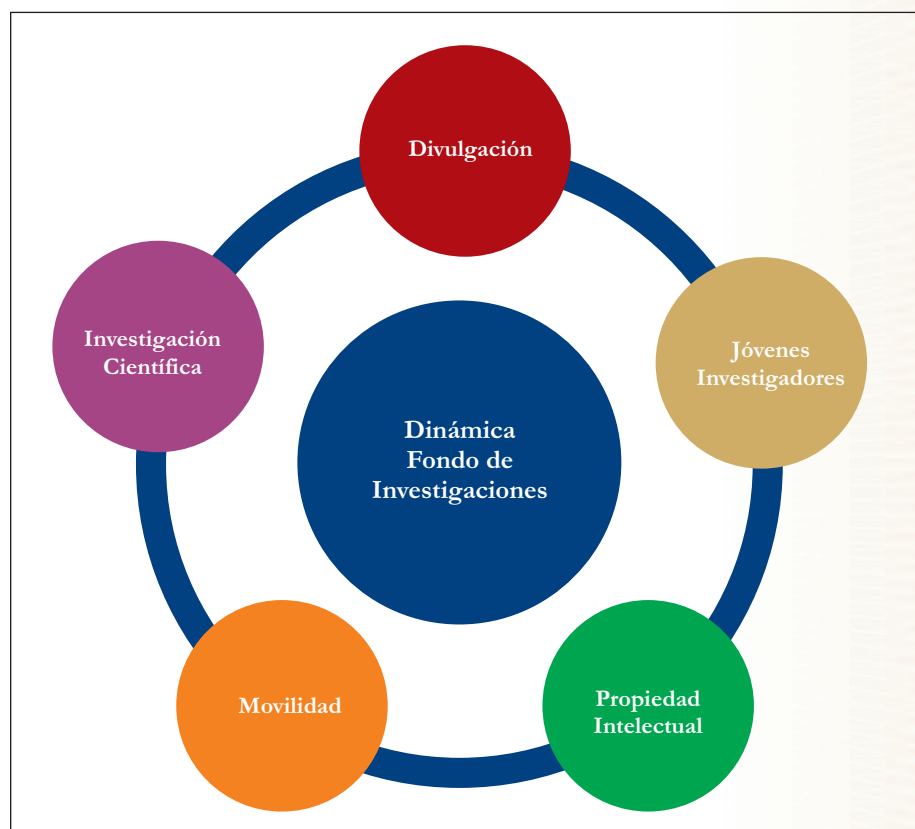 Divulgación
Jóvenes
Investigadores
Propiedad
Intelectual
Movilidad
Investigación
Científica
Dinámica
Fondo de
Investigaciones